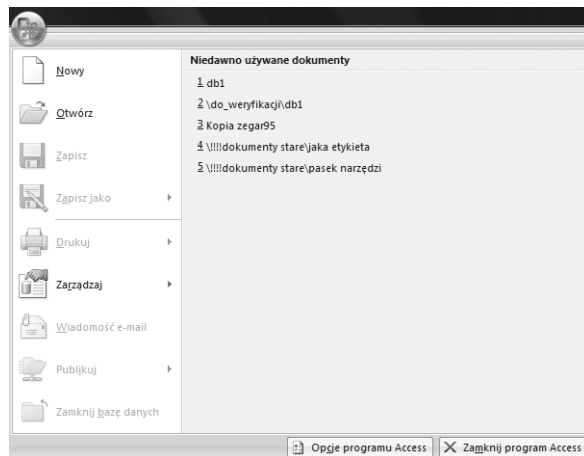 Nowy
Otwórz
Zapisz
Zapisz jako
Drukuj
Zarządzaj
Wiadomość e-mail
Publikuj
Zamknij bazę danych
Niedawno używane dokumenty
1 db1
2 \do_weryfikacji\db1
3 Kopia zegar95
4 \!!!!dokumenty stare\jaka etykieta
5 \!!!!dokumenty stare\pasek narzędzi
Opcje programu Access
Zamknij program Access